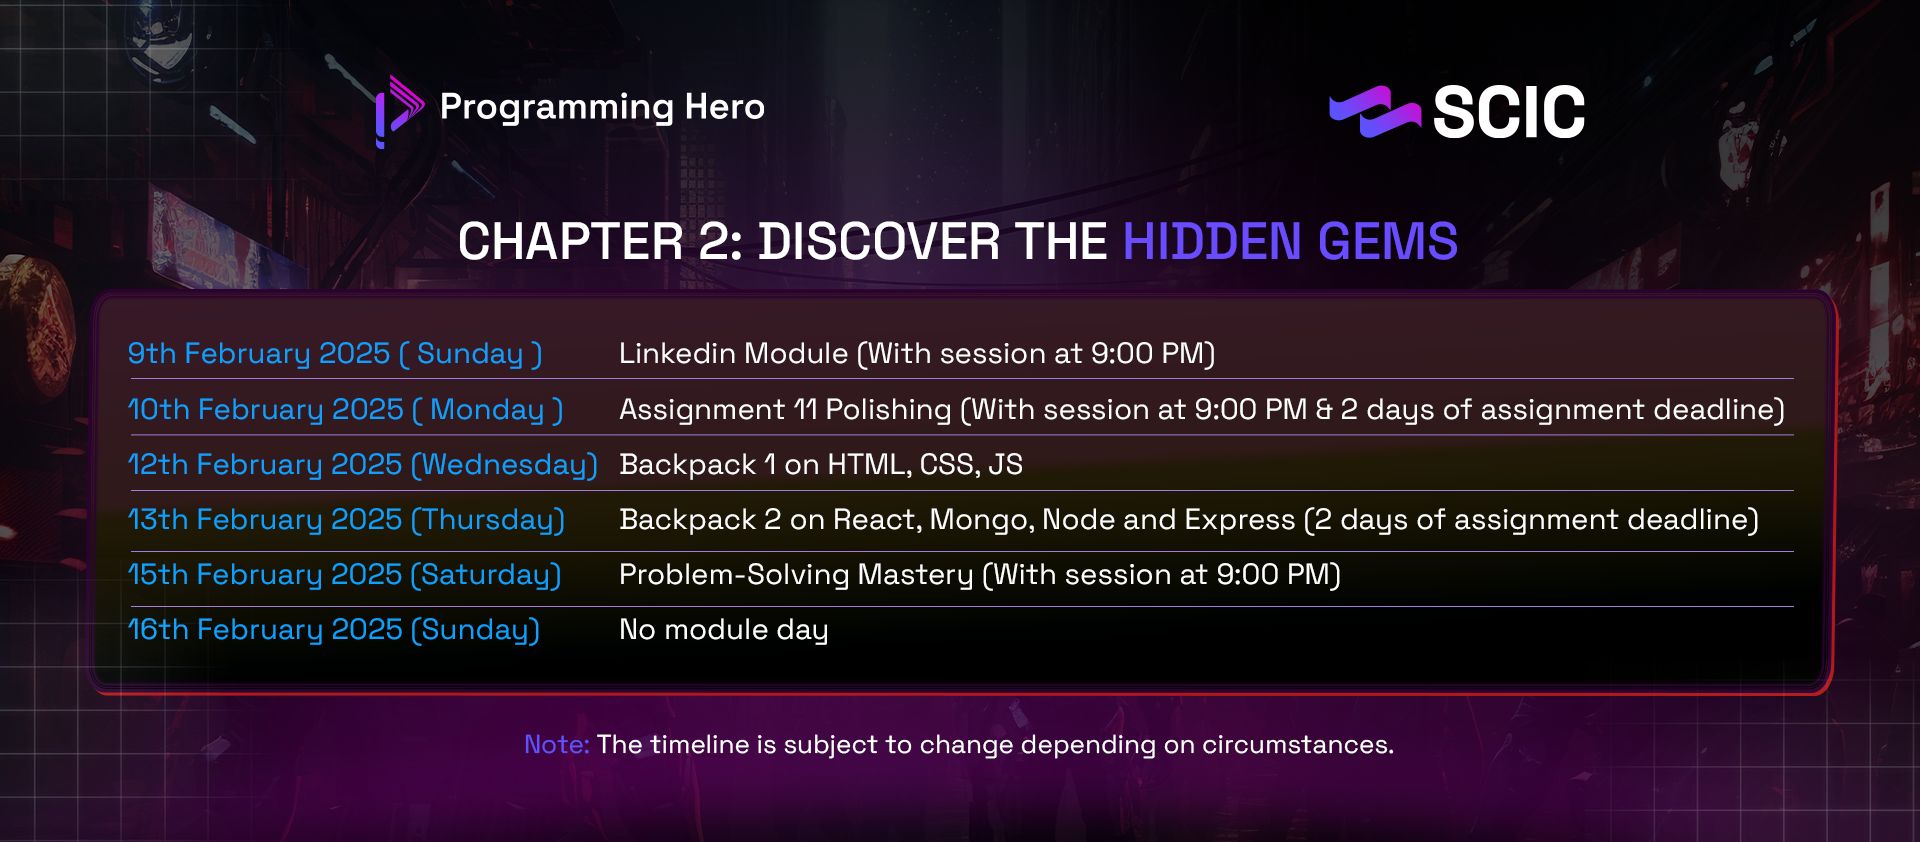 Programming Hero
SCIC
CHAPTER 2: DISCOVER THE HIDDEN GEMS
9th February 2025 ( Sunday ) Linkedin Module (With session at 9:00 PM)
10th February 2025 ( Monday ) Assignment 11 Polishing (With session at 9:00 PM & 2 days of assignment deadline)
12th February 2025 (Wednesday) Backpack 1 on HTML, CSS, JS
13th February 2025 (Thursday) Backpack 2 on React, Mongo, Node and Express (2 days of assignment deadline)
15th February 2025 (Saturday) Problem-Solving Mastery (With session at 9:00 PM)
16th February 2025 (Sunday) No module day
Note: The timeline is subject to change depending on circumstances.